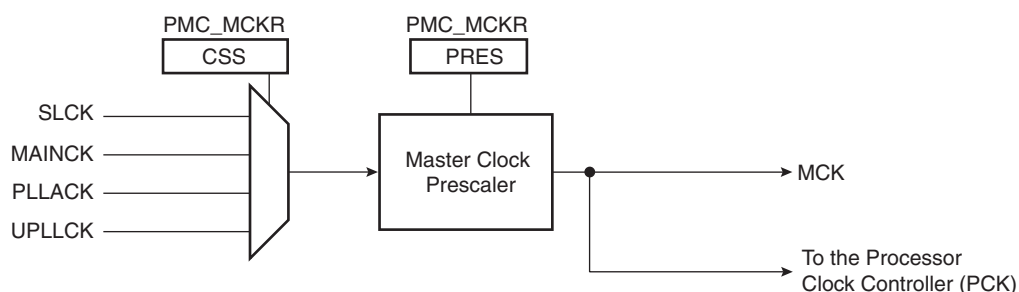 PMC_MCKR
PMC_MCKR
CSS
PRES
SLCK
MAINCK
PLLACK
UPLLCK
Master Clock
Prescaler
MCK
To the Processor
Clock Controller (PCK)